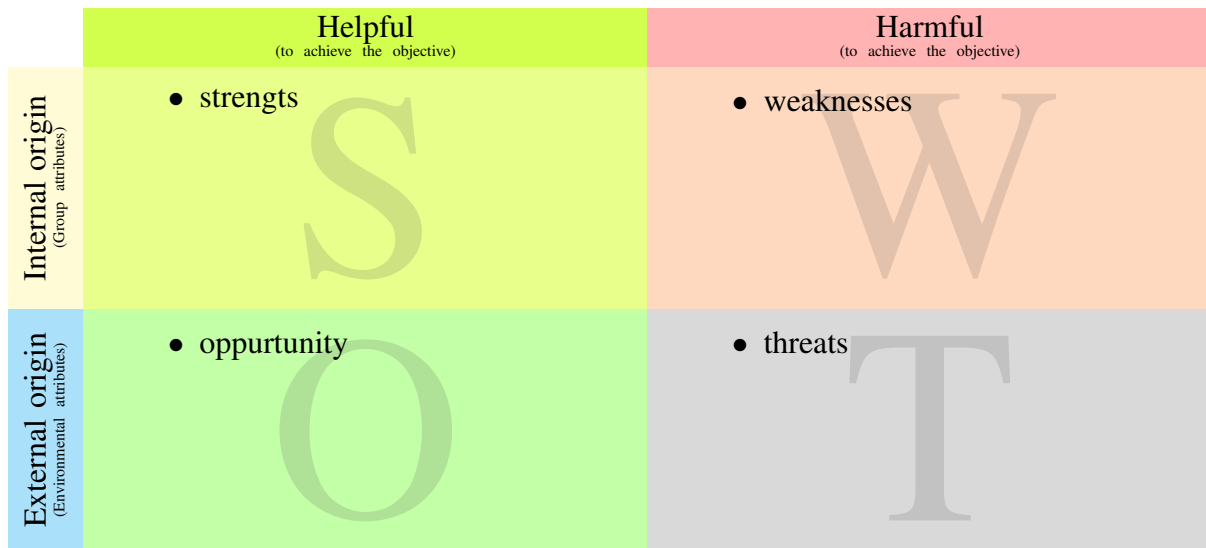 Helpful
(to achieve the objective)
Harmful
(to achieve the objective)
Internal origin
(Group attributes)
• strengts
S
• weaknesses
W
External origin
(Environmental attributes)
• oppurtunity
O
• threats
T